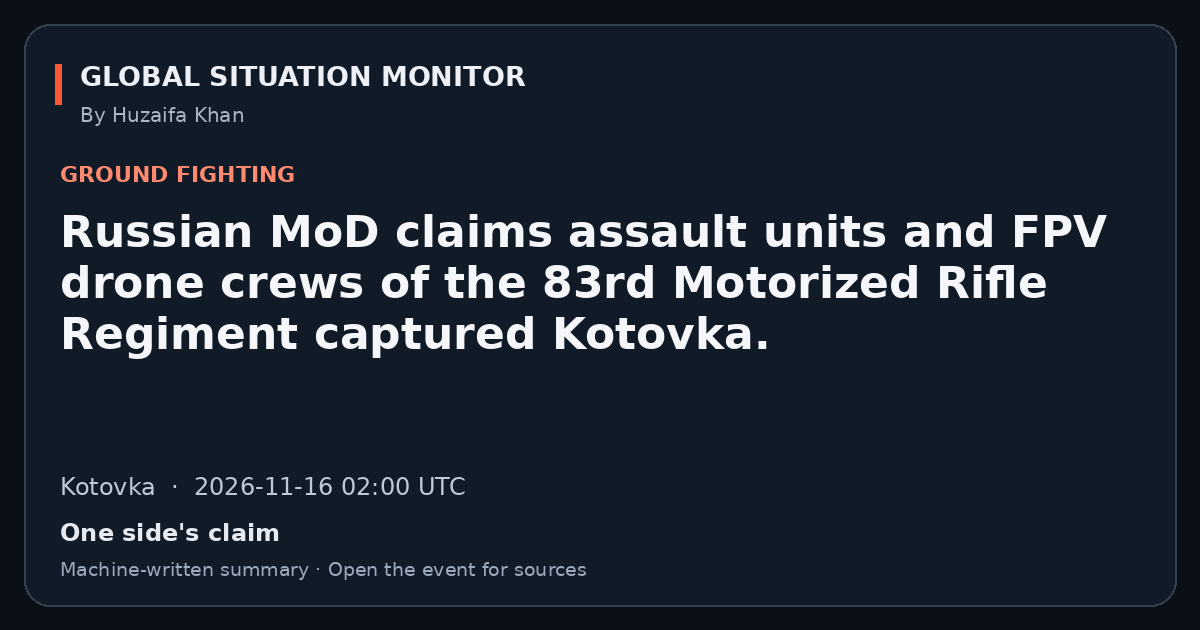 GLOBAL SITUATION MONITOR
By Huzaifa Khan
GROUND FIGHTING
Russian MoD claims assault units and FPV
drone crews of the 83rd Motorized Rifle
Regiment captured Kotovka.
Kotovka · 2026-11-16 02:00 UTC
One side's claim
Machine-written summary · Open the event for sources